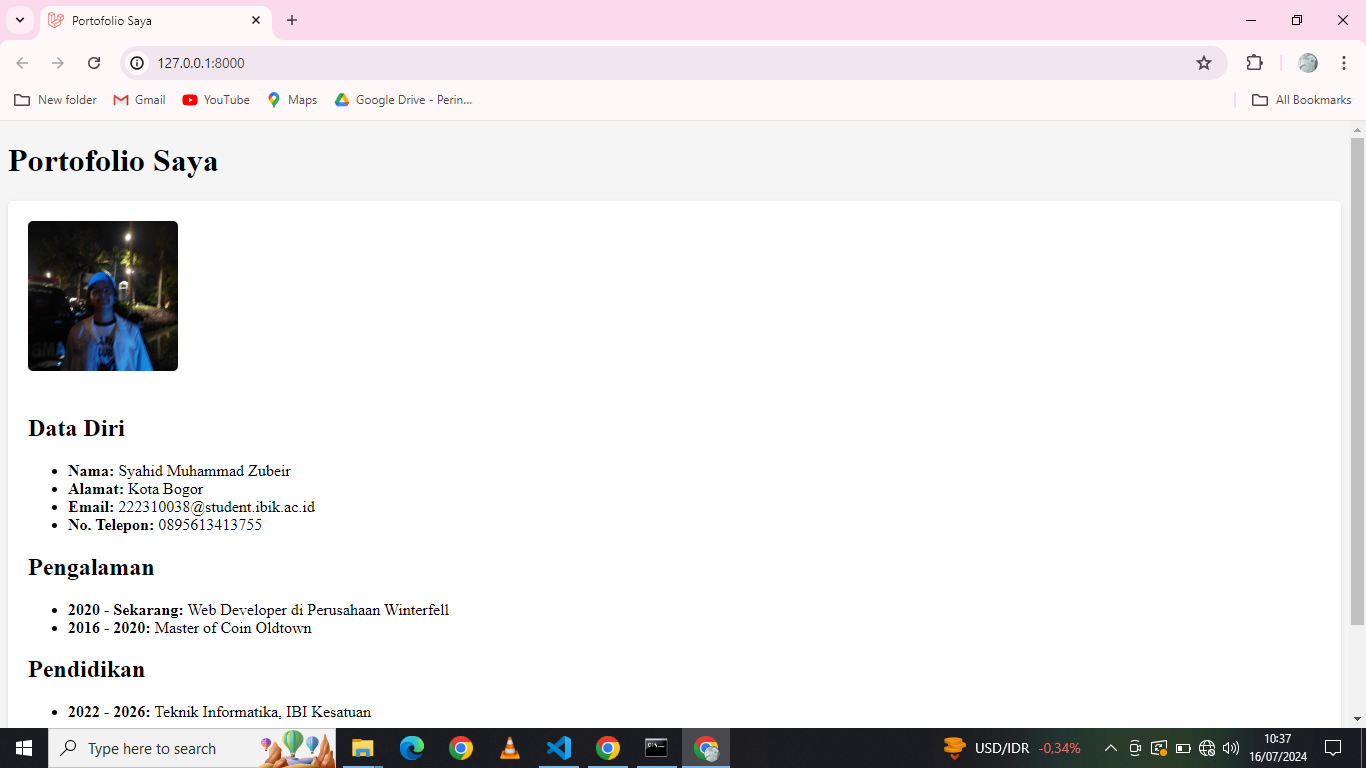 Portofolio Saya
127.0.0.1:8000
New folder
Gmail
YouTube
Maps
Google Drive - Perin...
All Bookmarks
Portofolio Saya
Data Diri
Nama: Syahid Muhammad Zubeir
Alamat: Kota Bogor
Email: 222310038@student.ibik.ac.id
No. Telepon: 0895613413755
Pengalaman
2020 - Sekarang: Web Developer di Perusahaan Winterfell
2016 - 2020: Master of Coin Oldtown
Pendidikan
2022 - 2026: Teknik Informatika, IBI Kesatuan
Type here to search
USD/IDR -0,34%
10:37
16/07/2024